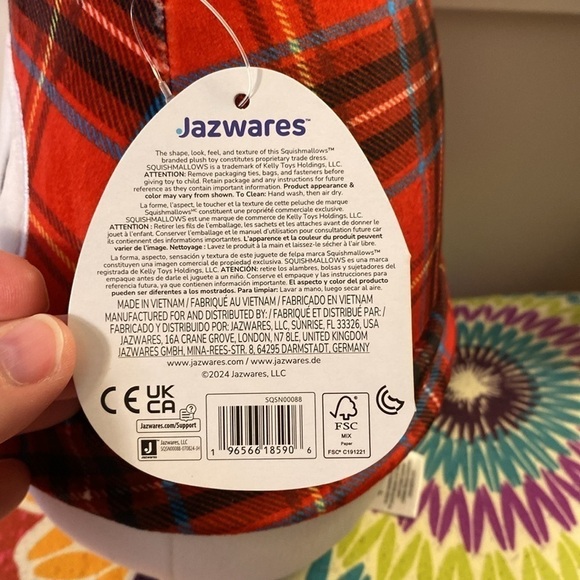 Jazwares™
The shape, look, feel, and texture of this Squishmallows™
branded plush toy constitutes proprietary trade dress.
SQUISHMALLOWS is a trademark of Kelly Toys Holdings, LLC.
ATTENTION: Remove packaging ties, bags, and fasteners before
giving toy to child. Retain package and any instructions for future
reference as they contain important information. Product appearance &
color may vary from shown. To Clean: Hand wash, then air dry.
La forme, l'aspect, le toucher et la texture de cette peluche de marque
Squishmallowsᴹᶜ constituent une propriété commerciale exclusive.
SQUISHMALLOWS est une marque de commerce de Kelly Toys Holdings, LLC.
ATTENTION : Retirer les fils de l'emballage, les sachets et les attaches avant de donner le
jouet à l'enfant. Conserver l'emballage et le manuel d'utilisation pour consultation future car
ils contiennent des informations importantes. L'apparence et la couleur du produit peuvent
varier de l'image. Nettoyage : Laver le produit à la main et laissez-le sécher à l'air libre.
La forma, aspecto, sensación y textura de este juguete de felpa marca Squishmallows™
constituyen una imagen comercial de propiedad exclusiva. SQUISHMALLOWS es una marca
registrada de Kelly Toys Holdings, LLC. ATENCIÓN: retire los alambres, bolsas y sujetadores del
empaque antes de darle el juguete a un niño. Conserve el empaque y las instrucciones para
referencia futura, ya que contienen información importante. El aspecto y color del producto
pueden ser diferentes a los mostrados. Para limpiar: Lavar a mano, luego secar al aire.
MADE IN VIETNAM / FABRIQUÉ AU VIETNAM / FABRICADO EN VIETNAM
MANUFACTURED FOR AND DISTRIBUTED BY: / FABRIQUÉ ET DISTRIBUÉ PAR:
/ FABRICADO Y DISTRIBUIDO POR: JAZWARES, LLC, SUNRISE, FL 33326, USA
JAZWARES, 16A CRANE GROVE, LONDON, N7 8LE, UNITED KINGDOM
JAZWARES GMBH, MINA-REES-STR. 8, 64295 DARMSTADT, GERMANY
www.jazwares.com / www.jazwares.de
©2024 Jazwares, LLC
CE UK
CA
Jazwares.com/Support
Jazwares, LLC
JAZWARES
SQSN00088
1 96566 18590 6
FSC
MIX
Paper
FSC® C191221